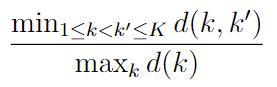 min_{1≤k<k′≤K} d(k, k′)
max_k d(k)